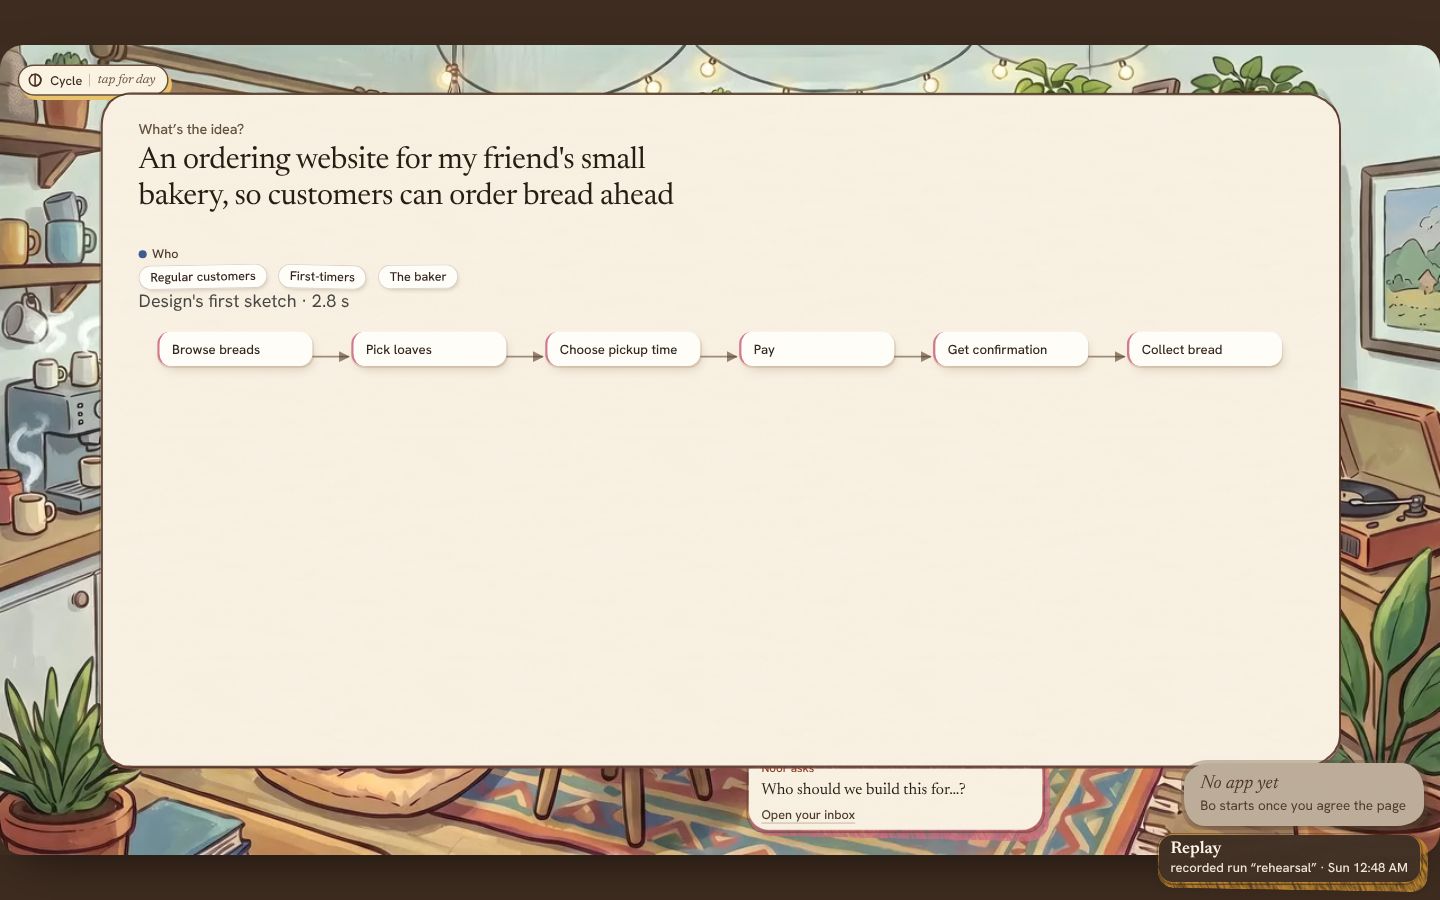 Cycle | tap for day
What's the idea?
An ordering website for my friend's small
bakery, so customers can order bread ahead
Who
Regular customers First-timers The baker
Design's first sketch · 2.8 s
Browse breads Pick loaves Choose pickup time Pay Get confirmation Collect bread
Noor asks
Who should we build this for...?
Open your inbox
No app yet
Bo starts once you agree the page
Replay
recorded run “rehearsal” · Sun 12:48 AM